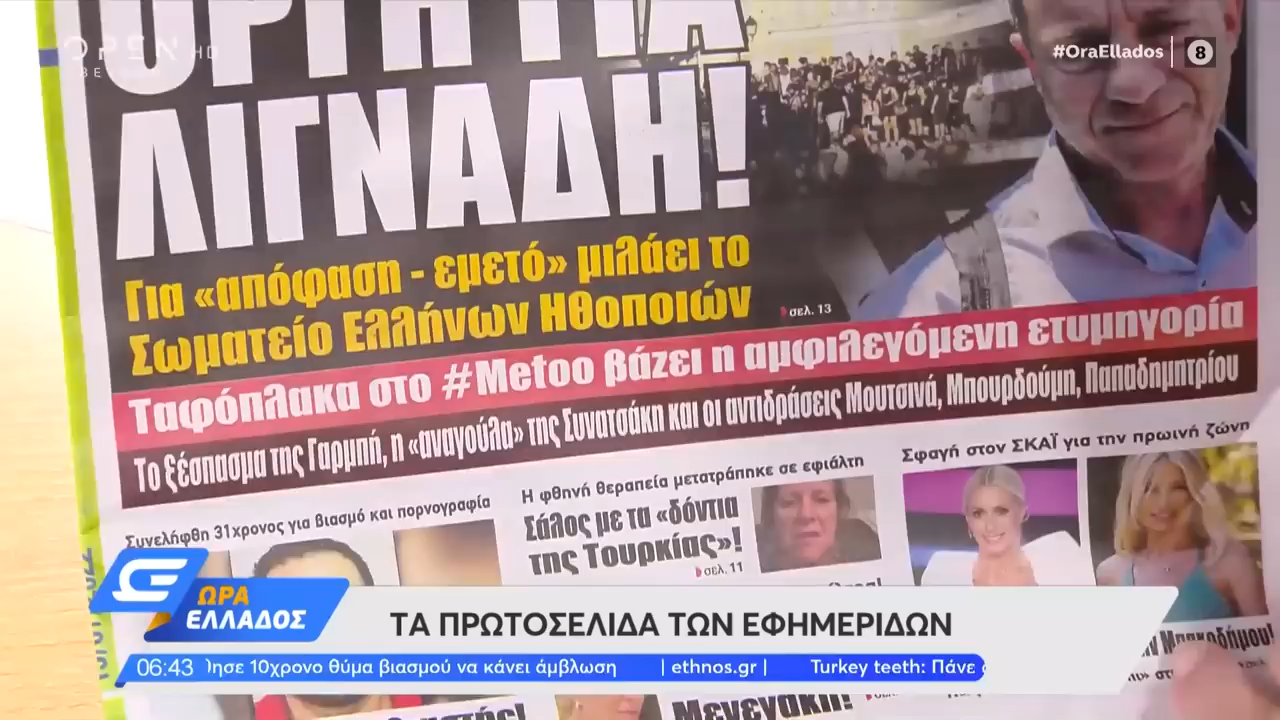 OPEN HD
#OraEllados
8
ΟΡΓΗ ΓΙΑ
ΛΙΓΝΑΔΗ!
Για «απόφαση - εμετό» μιλάει το
Σωματείο Ελλήνων Ηθοποιών
σελ. 13
Ταφόπλακα στο #Metoo βάζει η αμφιλεγόμενη ετυμηγορία
Το ξέσπασμα της Γαρμπή, η «αναγούλα» της Συνατσάκη και οι αντιδράσεις Μουτσινά, Μπουρδούμη, Παπαδημητρίου
Συνελήφθη 31χρονος για βιασμό και πορνογραφία
Η φθηνή θεραπεία μετατράπηκε σε εφιάλτη
Σάλος με τα «δόντια
της Τουρκίας»!
σελ. 11
Σφαγή στον ΣΚΑΪ για την πρωινή ζώνη
ΩΡΑ
ΕΛΛΑΔΟΣ
ΤΑ ΠΡΩΤΟΣΕΛΙΔΑ ΤΩΝ ΕΦΗΜΕΡΙΔΩΝ
06:43
10χρονο θύμα βιασμού να κάνει άμβλωση | ethnos.gr | Turkey teeth: Πάνε
Μενεγάκη!